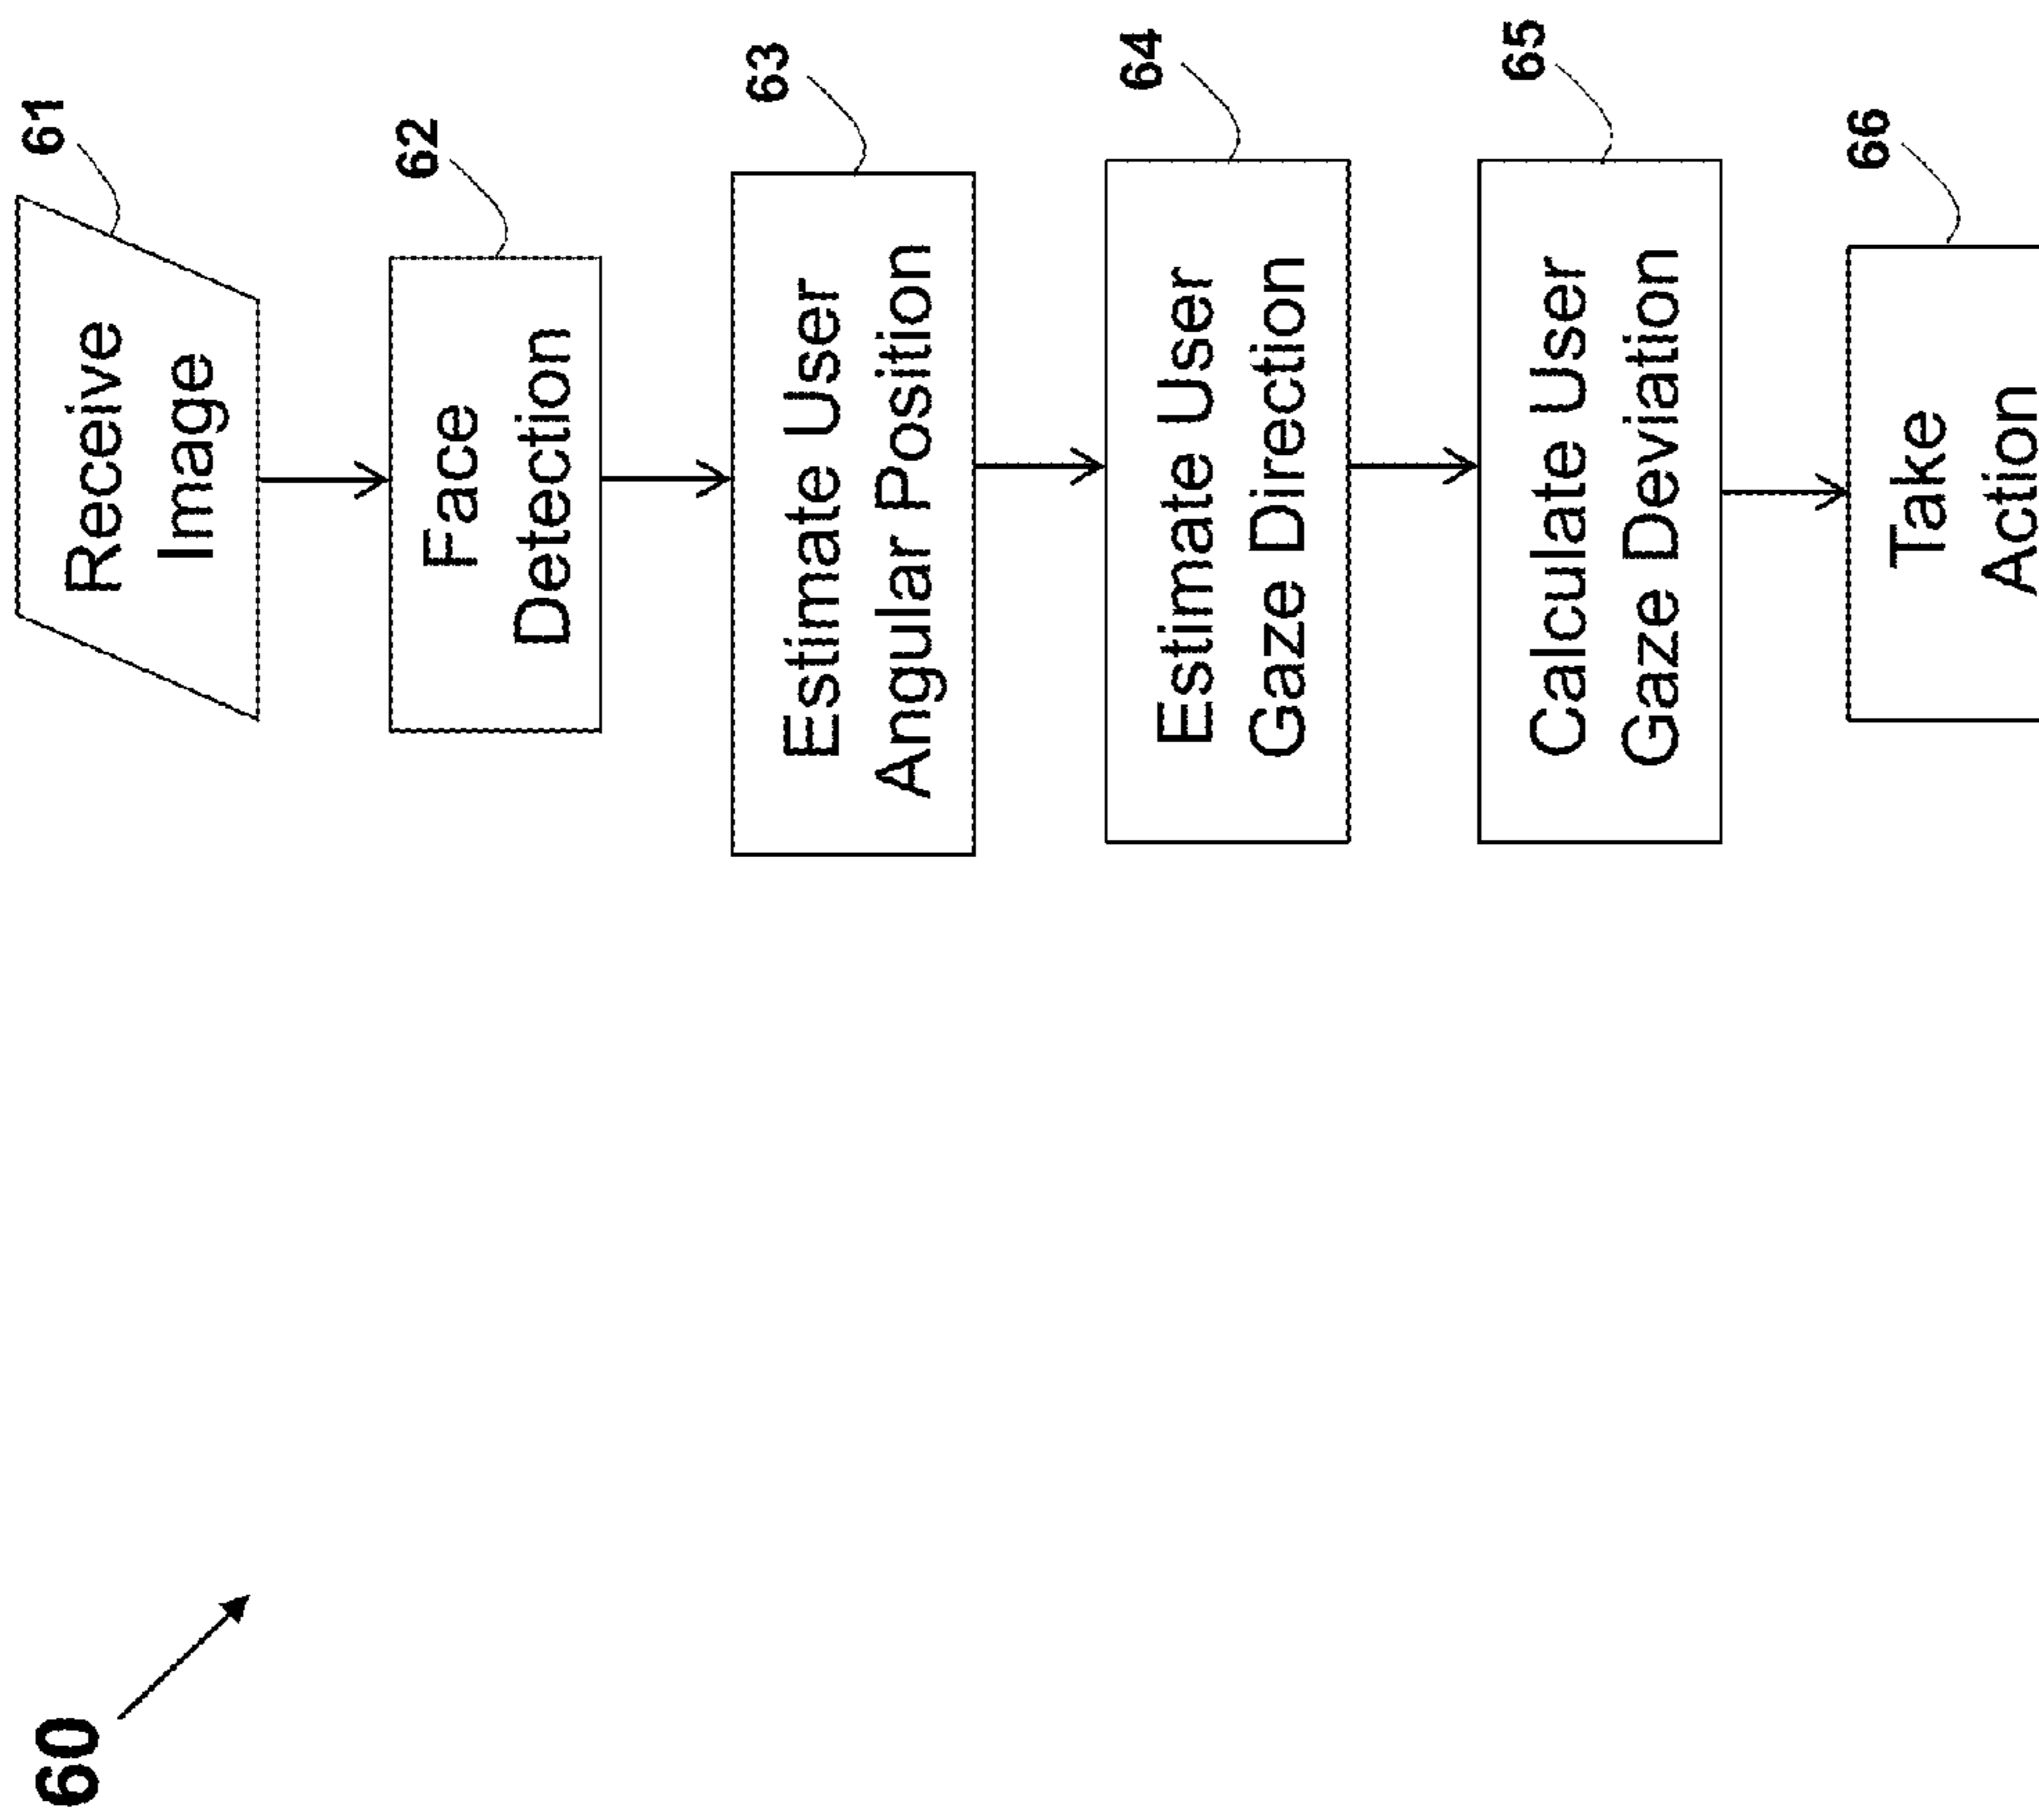 60
61
Receive
Image
62
Face
Detection
63
Estimate User
Angular Position
64
Estimate User
Gaze Direction
65
Calculate User
Gaze Deviation
66
Take
Action